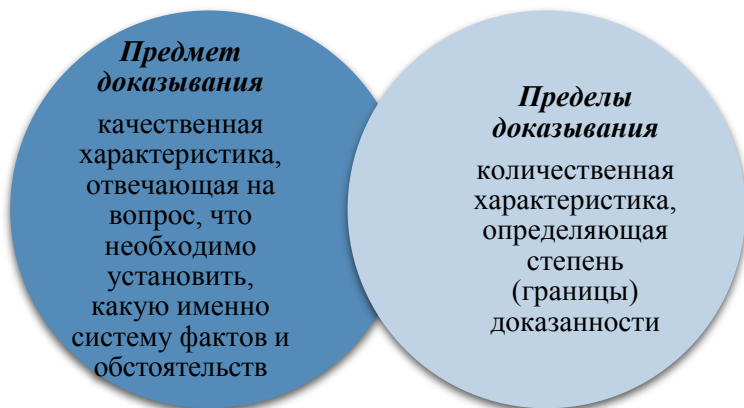 Предмет
доказывания
качественная
характеристика,
отвечающая на
вопрос, что
необходимо
установить,
какую именно
систему фактов и
обстоятельств
Пределы
доказывания
количественная
характеристика,
определяющая
степень
(границы)
доказанности